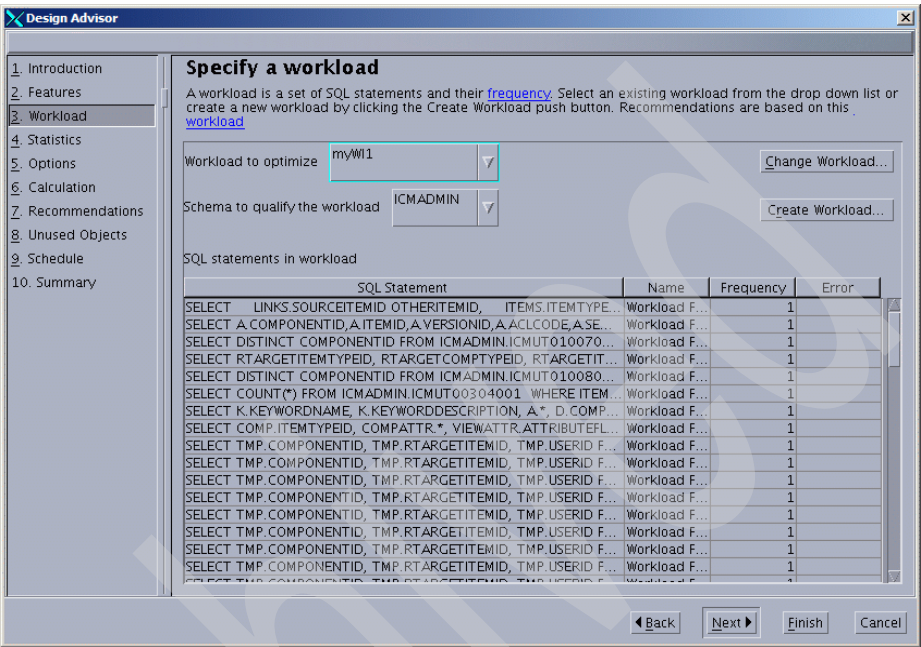 Design Advisor
1. Introduction
2. Features
3. Workload
4. Statistics
5. Options
6. Calculation
7. Recommendations
8. Unused Objects
9. Schedule
10. Summary
Specify a workload
A workload is a set of SQL statements and their frequency. Select an existing workload from the drop down list or
create a new workload by clicking the Create Workload push button. Recommendations are based on this
workload
Workload to optimize myWl1 Change Workload...
Schema to qualify the workload ICMADMIN Create Workload...
SQL statements in workload
SQL Statement Name Frequency Error
SELECT LINKS.SOURCEITEMID OTHERITEMID, ITEMS.ITEMTYPE... Workload F... 1
SELECT A.COMPONENTID,A.ITEMID,A.VERSIONID,A.ACLCODE,A.SE... Workload F... 1
SELECT DISTINCT COMPONENTID FROM ICMADMIN.ICMUT010070... Workload F... 1
SELECT RTARGETITEMTYPEID, RTARGETCOMPTYPEID, RTARGETIT... Workload F... 1
SELECT DISTINCT COMPONENTID FROM ICMADMIN.ICMUT010080... Workload F... 1
SELECT COUNT(*) FROM ICMADMIN.ICMUT00304001 WHERE ITEM... Workload F... 1
SELECT K.KEYWORDNAME, K.KEYWORDDESCRIPTION, A.*, D.COMP... Workload F... 1
SELECT COMP.ITEMTYPEID, COMPATTR.*, VIEWATTR.ATTRIBUTEFL... Workload F... 1
SELECT TMP.COMPONENTID, TMP.RTARGETITEMID, TMP.USERID F... Workload F... 1
SELECT TMP.COMPONENTID, TMP.RTARGETITEMID, TMP.USERID F... Workload F... 1
SELECT TMP.COMPONENTID, TMP.RTARGETITEMID, TMP.USERID F... Workload F... 1
SELECT TMP.COMPONENTID, TMP.RTARGETITEMID, TMP.USERID F... Workload F... 1
SELECT TMP.COMPONENTID, TMP.RTARGETITEMID, TMP.USERID F... Workload F... 1
SELECT TMP.COMPONENTID, TMP.RTARGETITEMID, TMP.USERID F... Workload F... 1
SELECT TMP.COMPONENTID, TMP.RTARGETITEMID, TMP.USERID F... Workload F... 1
SELECT TMP.COMPONENTID, TMP.RTARGETITEMID, TMP.USERID F... Workload F... 1
SELECT TMP.COMPONENTID, TMP.RTARGETITEMID, TMP.USERID F... Workload F... 1
Back Next Finish Cancel